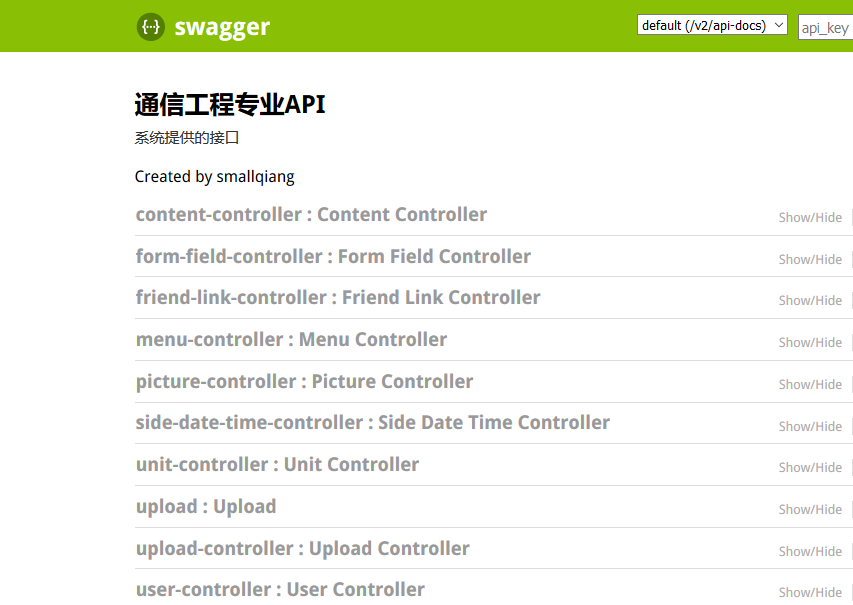 {··} swagger default (/v2/api-docs) api_key
通信工程专业API
系统提供的接口
Created by smallqiang
content-controller : Content Controller Show/Hide
form-field-controller : Form Field Controller Show/Hide
friend-link-controller : Friend Link Controller Show/Hide
menu-controller : Menu Controller Show/Hide
picture-controller : Picture Controller Show/Hide
side-date-time-controller : Side Date Time Controller Show/Hide
unit-controller : Unit Controller Show/Hide
upload : Upload Show/Hide
upload-controller : Upload Controller Show/Hide
user-controller : User Controller Show/Hide